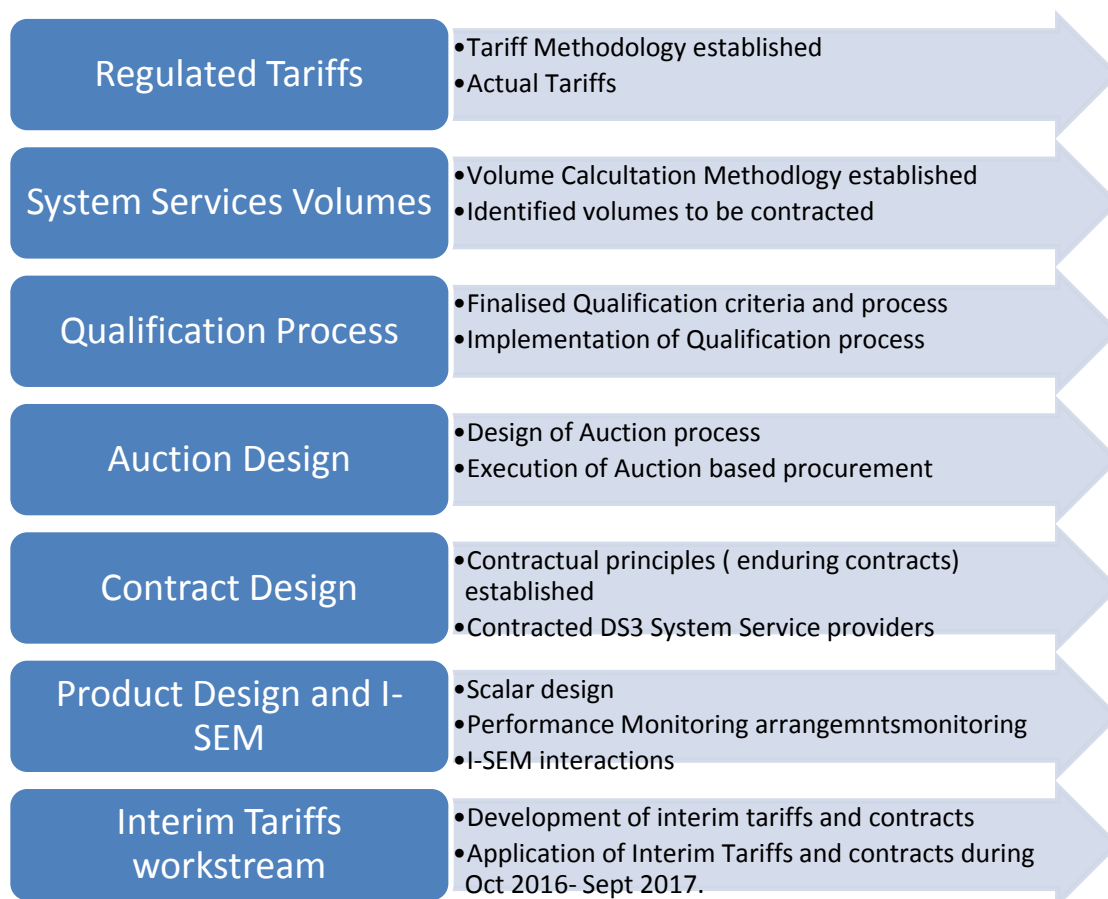 Regulated Tariffs
•Tariff Methodology established
•Actual Tariffs
System Services Volumes
•Volume Calcultation Methodlogy established
•Identified volumes to be contracted
Qualification Process
•Finalised Qualification criteria and process
•Implementation of Qualification process
Auction Design
•Design of Auction process
•Execution of Auction based procurement
Contract Design
•Contractual principles ( enduring contracts)
established
•Contracted DS3 System Service providers
Product Design and I-
SEM
•Scalar design
•Performance Monitoring arrangemntsmonitoring
•I-SEM interactions
Interim Tariffs
workstream
•Development of interim tariffs and contracts
•Application of Interim Tariffs and contracts during
Oct 2016- Sept 2017.